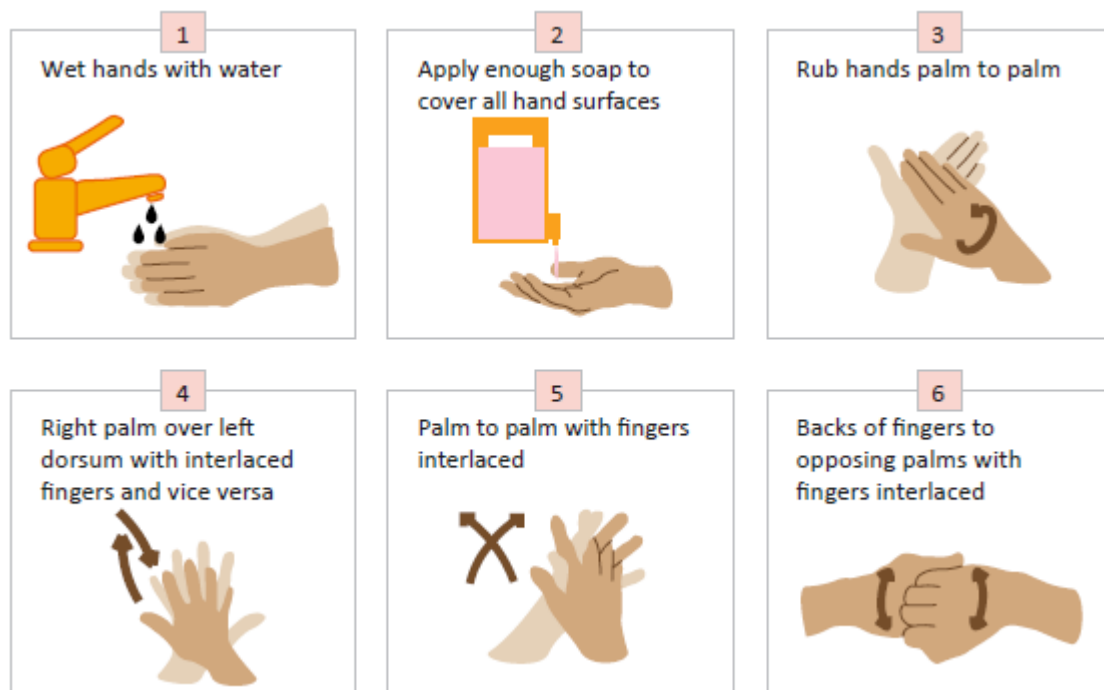 1
Wet hands with water
2
Apply enough soap to
cover all hand surfaces
3
Rub hands palm to palm
4
Right palm over left
dorsum with interlaced
fingers and vice versa
5
Palm to palm with fingers
interlaced
6
Backs of fingers to
opposing palms with
fingers interlaced